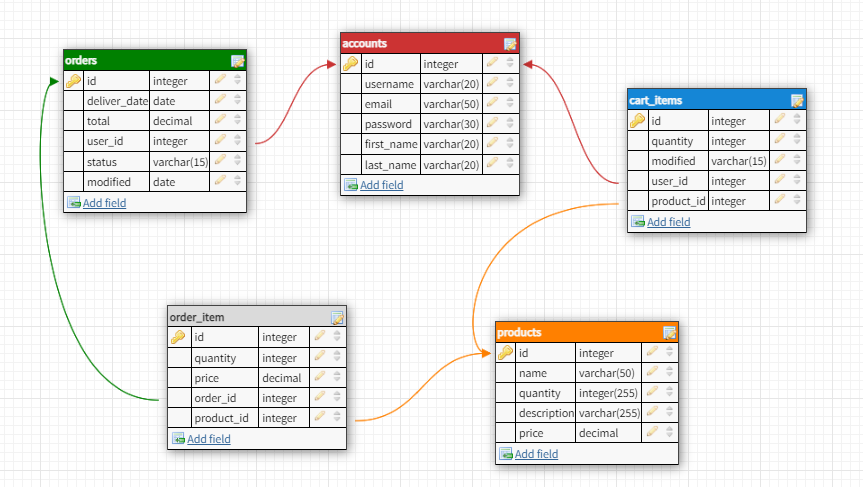 orders
id integer
deliver_date date
total decimal
user_id integer
status varchar(15)
modified date
Add field
accounts
id integer
username varchar(20)
email varchar(50)
password varchar(30)
first_name varchar(20)
last_name varchar(20)
Add field
cart_items
id integer
quantity integer
modified varchar(15)
user_id integer
product_id integer
Add field
order_item
id integer
quantity integer
price decimal
order_id integer
product_id integer
Add field
products
id integer
name varchar(50)
quantity integer(255)
description varchar(255)
price decimal
Add field